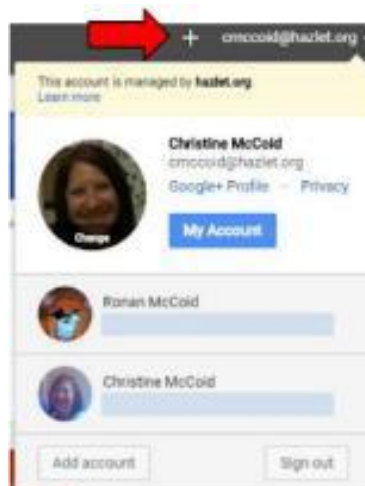 + cmccoid@hazlet.org
This account is managed by hazlet.org
Learn more
Christine McCoid
cmccoid@hazlet.org
Google+ Profile – Privacy
Change
My Account
Ronan McCoid
Christine McCoid
Add account
Sign out